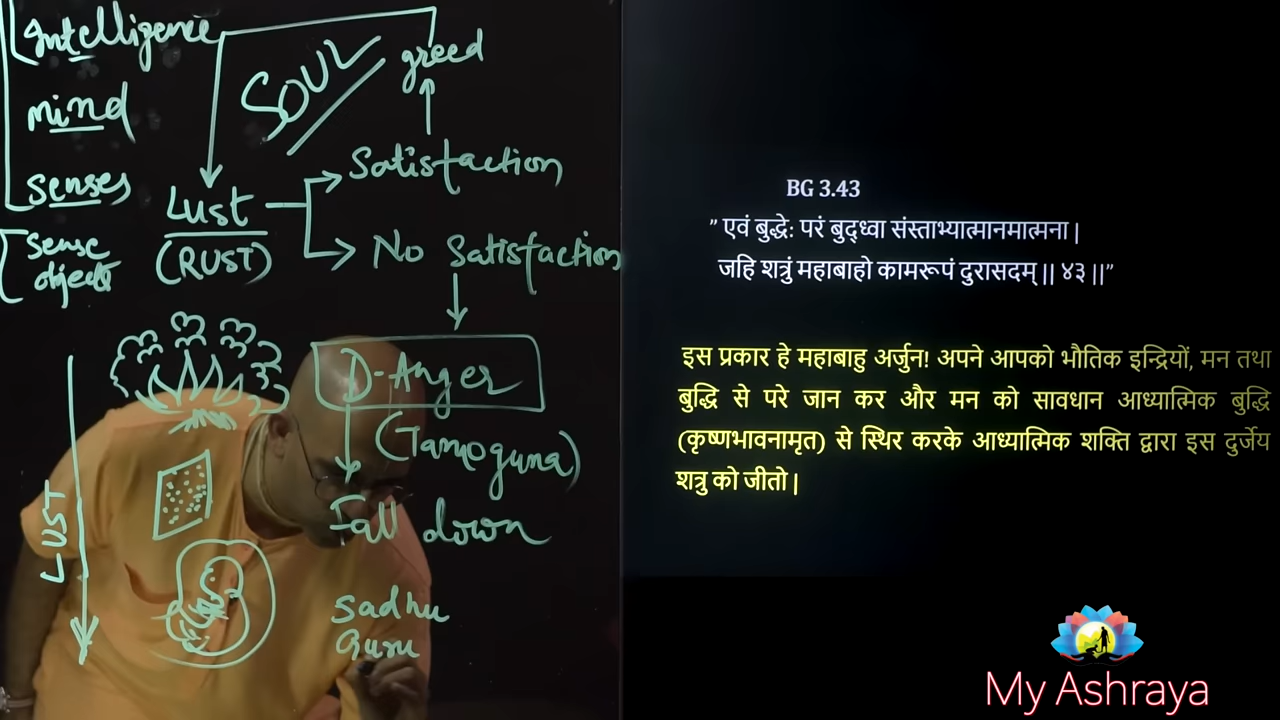 Intelligence
mind
senses
sense
objects
SOUL
greed
Satisfaction
Lust
(RUST)
No Satisfaction
D-Anger
(Tamoguna)
Fall down
LUST
Sadhu
Guru
BG 3.43
” एवं बुद्धे: परं बुद्ध्वा संस्ताभ्यात्मानमात्मना |
जहि शत्रुं महाबाहो कामरूपं दुरासदम् || ४३ ||”
इस प्रकार हे महाबाहु अर्जुन! अपने आपको भौतिक इन्द्रियों, मन तथा
बुद्धि से परे जान कर और मन को सावधान आध्यात्मिक बुद्धि
(कृष्णभावनामृत) से स्थिर करके आध्यात्मिक शक्ति द्वारा इस दुर्जेय
शत्रु को जीतो |
My Ashraya